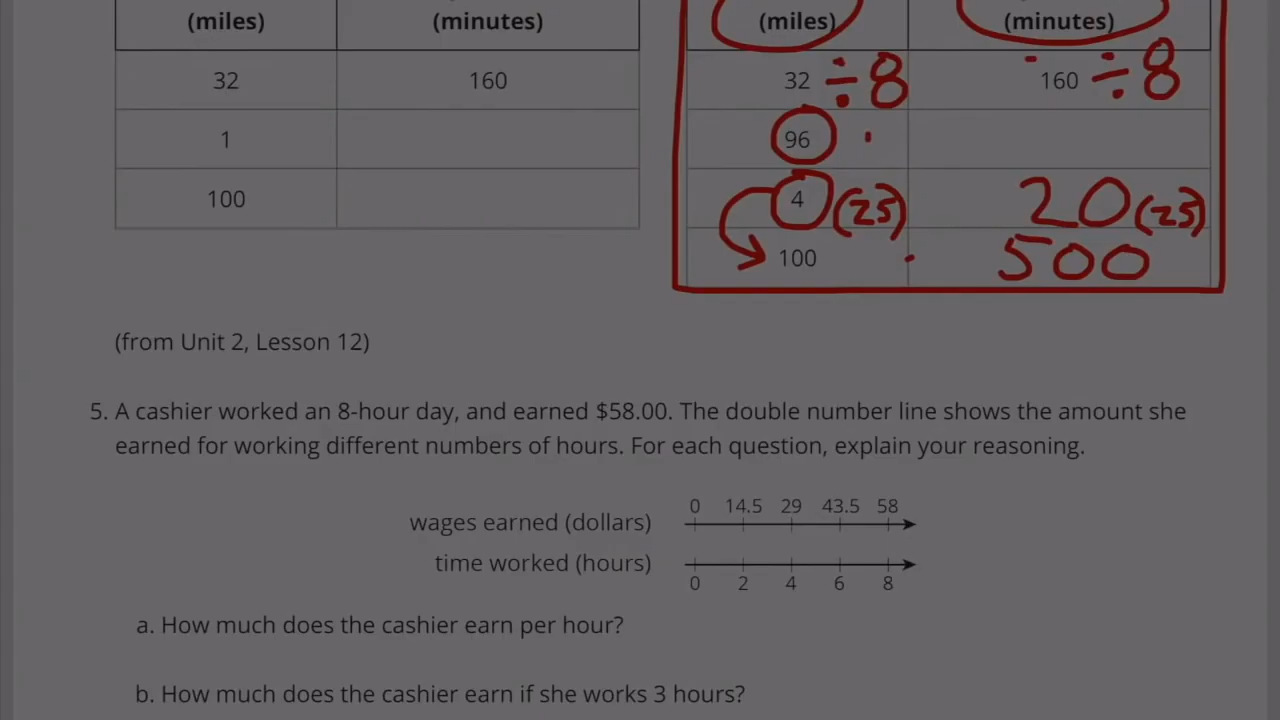 (miles) (minutes) (miles) (minutes)
32 160 32 ÷8 160 ÷8
1 96
100 4 (25) 20(25)
100 500
(from Unit 2, Lesson 12)
5. A cashier worked an 8-hour day, and earned $58.00. The double number line shows the amount she
earned for working different numbers of hours. For each question, explain your reasoning.
0 14.5 29 43.5 58
wages earned (dollars)
time worked (hours)
0 2 4 6 8
a. How much does the cashier earn per hour?
b. How much does the cashier earn if she works 3 hours?